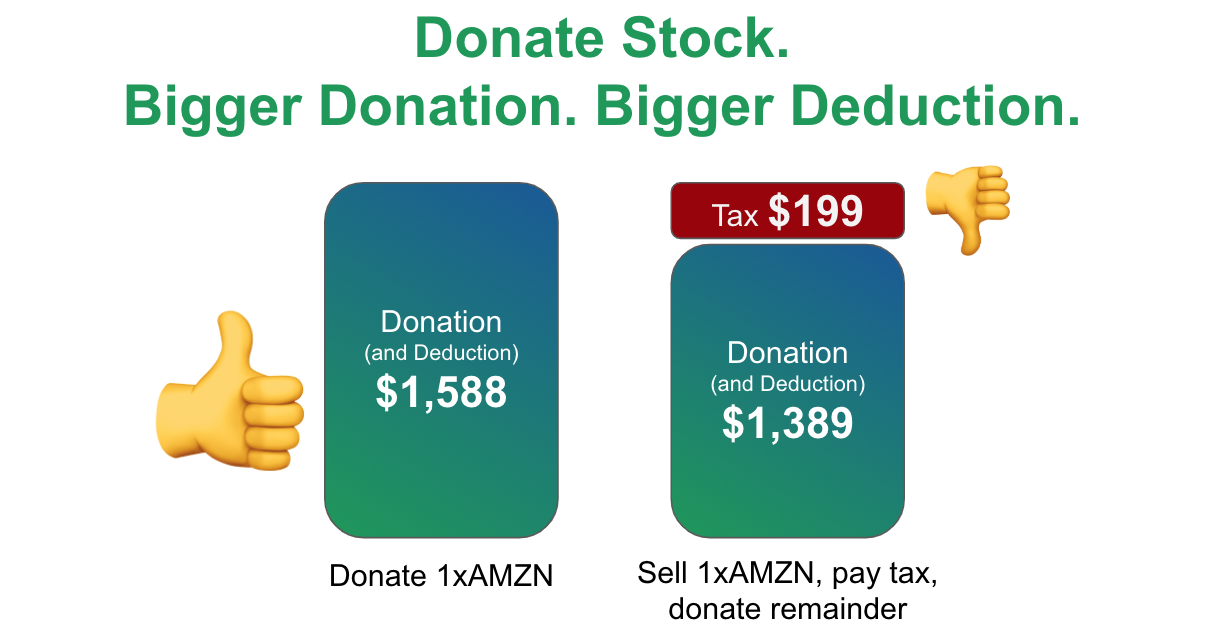 Donate Stock.
Bigger Donation. Bigger Deduction.
Donation
(and Deduction)
$1,588
Donate 1xAMZN
Tax $199
Donation
(and Deduction)
$1,389
Sell 1xAMZN, pay tax,
donate remainder